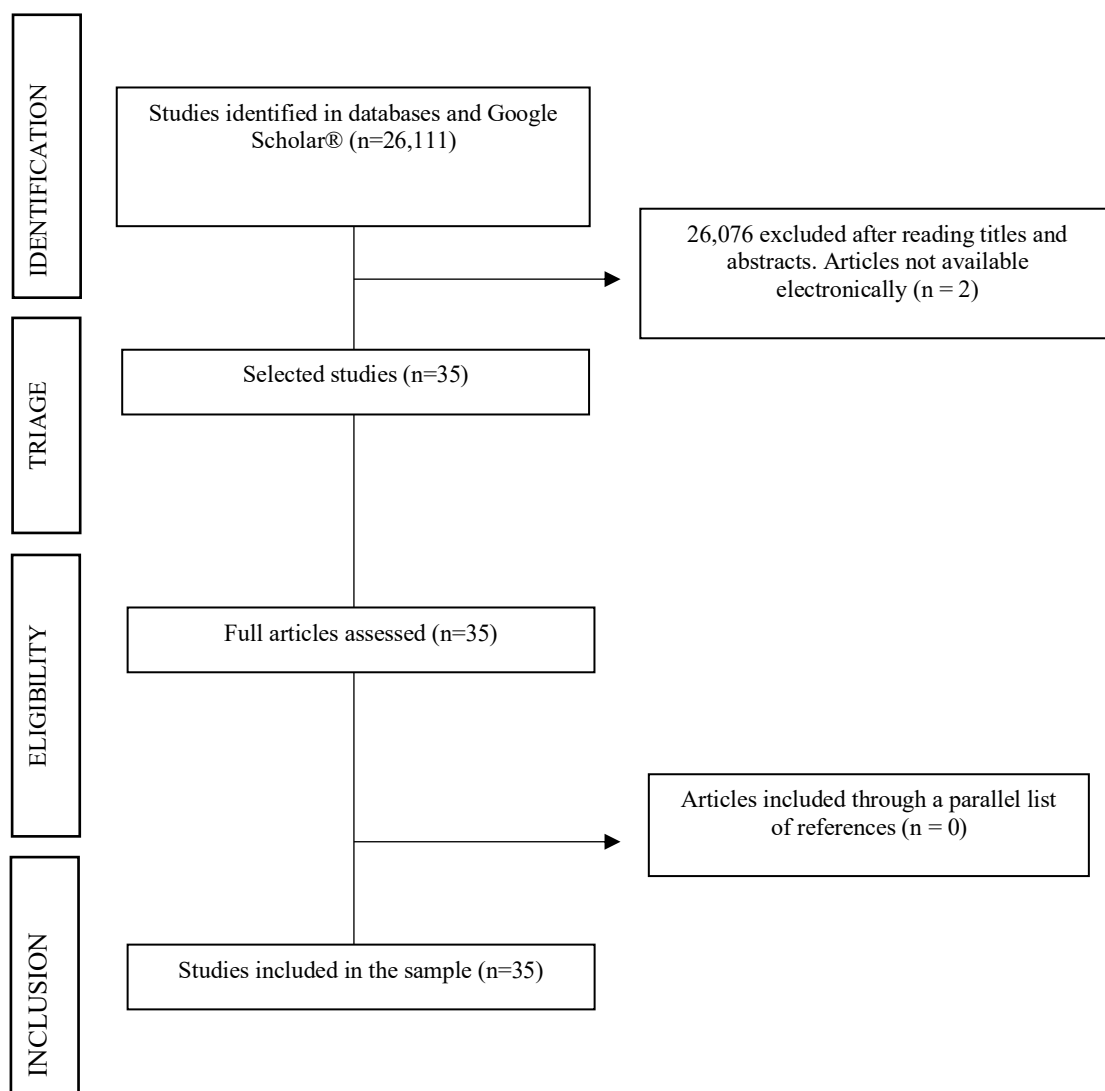 IDENTIFICATION
Studies identified in databases and Google
Scholar® (n=26,111)
26,076 excluded after reading titles and
abstracts. Articles not available
electronically (n = 2)
TRIAGE
Selected studies (n=35)
ELIGIBILITY
Full articles assessed (n=35)
Articles included through a parallel list
of references (n = 0)
INCLUSION
Studies included in the sample (n=35)